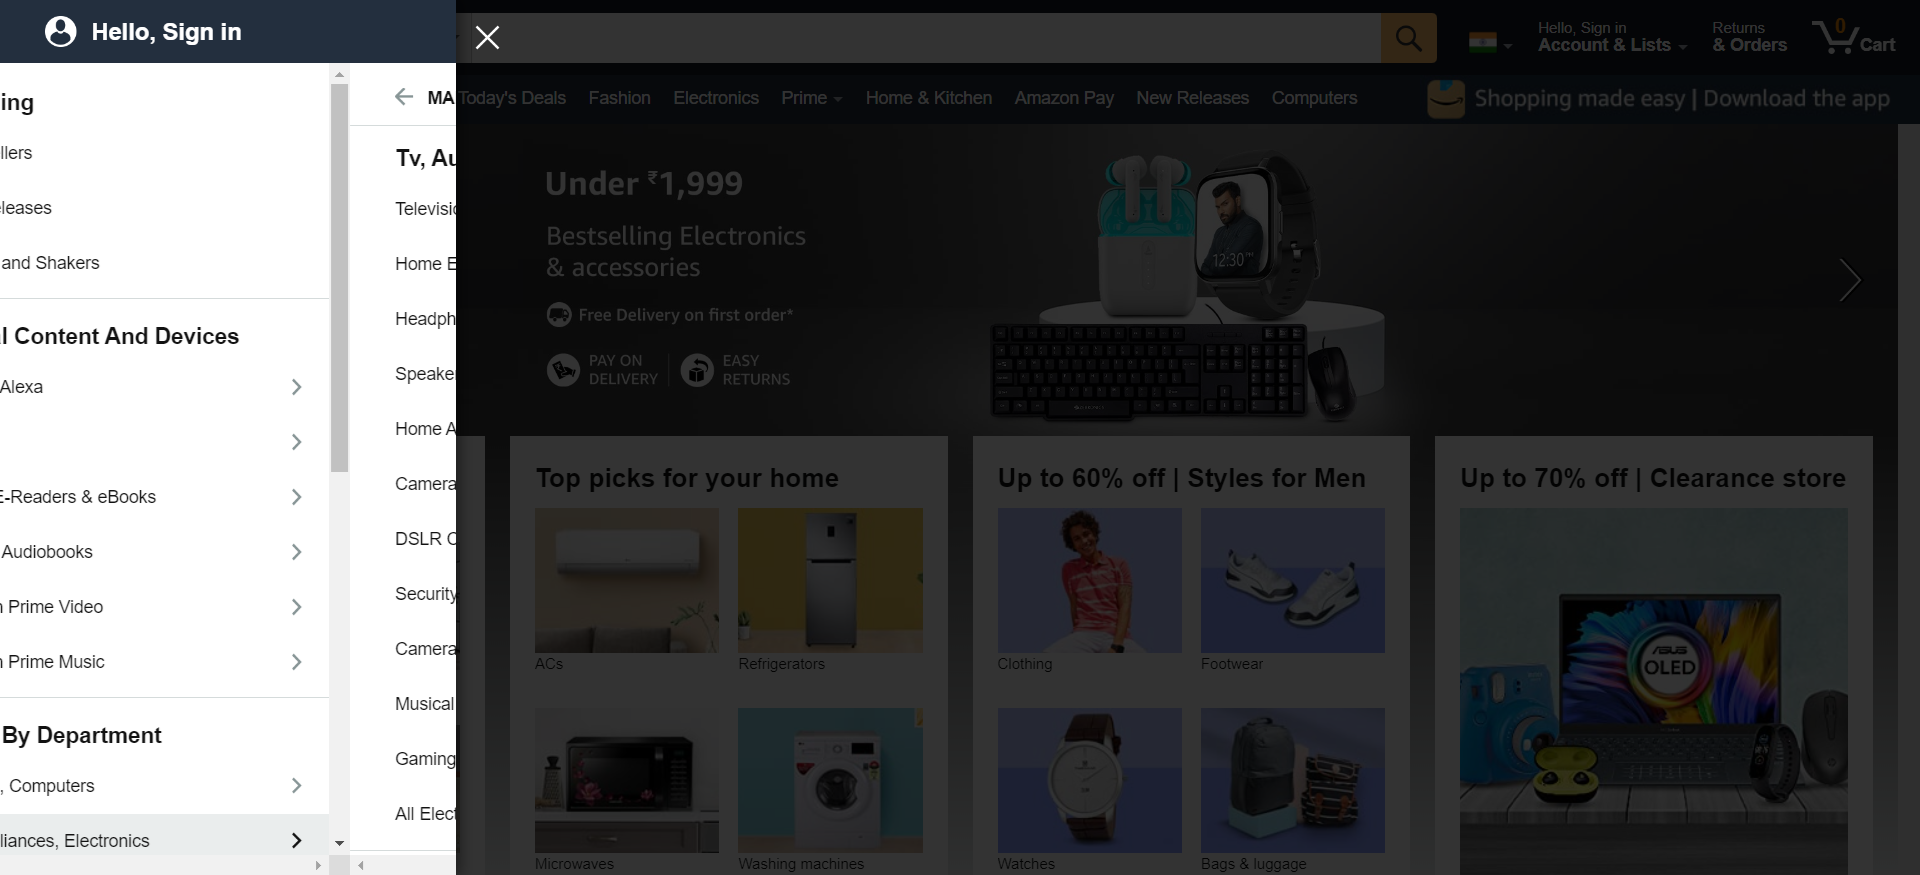 Hello, Sign in
ing
llers
eleases
and Shakers
l Content And Devices
Alexa
E-Readers & eBooks
Audiobooks
n Prime Video
n Prime Music
By Department
, Computers
liances, Electronics
MA
Tv, Au
Televisio
Home E
Headph
Speaker
Home A
Camera
DSLR C
Security
Camera
Musical
Gaming
All Elect
Hello, Sign in
Account & Lists
Returns
& Orders
0
Cart
Today's Deals
Fashion
Electronics
Prime
Home & Kitchen
Amazon Pay
New Releases
Computers
Shopping made easy | Download the app
Under ₹1,999
Bestselling Electronics
& accessories
Free Delivery on first order*
PAY ON
DELIVERY
EASY
RETURNS
12:30
Top picks for your home
ACs
Refrigerators
Microwaves
Washing machines
Up to 60% off | Styles for Men
Clothing
Footwear
Watches
Bags & luggage
Up to 70% off | Clearance store
ASUS
OLED